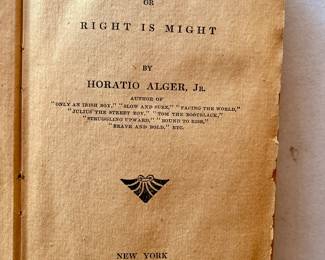 OR
RIGHT IS MIGHT
BY
HORATIO ALGER, JR.
AUTHOR OF
"ONLY AN IRISH BOY," "SLOW AND SURE," "FACING THE WORLD,"
"JULIUS THE STREET BOY," "TOM THE BOOTBLACK,"
"STRUGGLING UPWARD," "BOUND TO RISE,"
"BRAVE AND BOLD," ETC.
NEW YORK